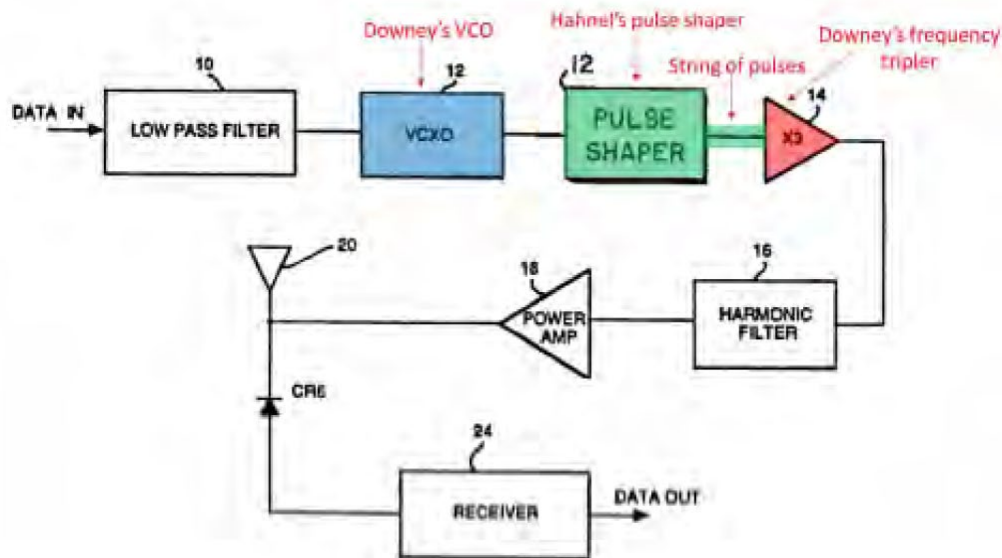 Downey's VCO
Hahnel's pulse shaper
Downey's frequency
tripler
String of pulses
10
12
12
14
DATA IN
LOW PASS FILTER
VCXO
PULSE
SHAPER
X3
20
18
16
POWER
AMP
HARMONIC
FILTER
CR6
24
RECEIVER
DATA OUT